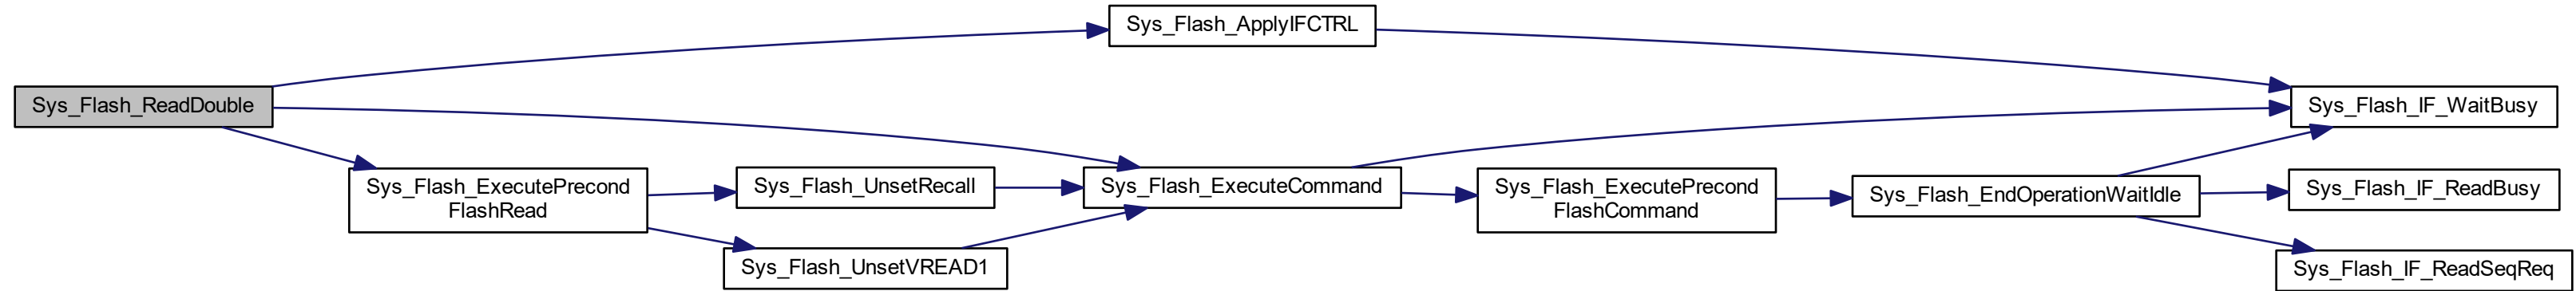 Sys_Flash_ApplyIFCTRL
Sys_Flash_ReadDouble
Sys_Flash_IF_WaitBusy
Sys_Flash_ExecutePrecond
FlashRead
Sys_Flash_UnsetRecall
Sys_Flash_ExecuteCommand
Sys_Flash_ExecutePrecond
FlashCommand
Sys_Flash_EndOperationWaitIdle
Sys_Flash_IF_ReadBusy
Sys_Flash_UnsetVREAD1
Sys_Flash_IF_ReadSeqReq